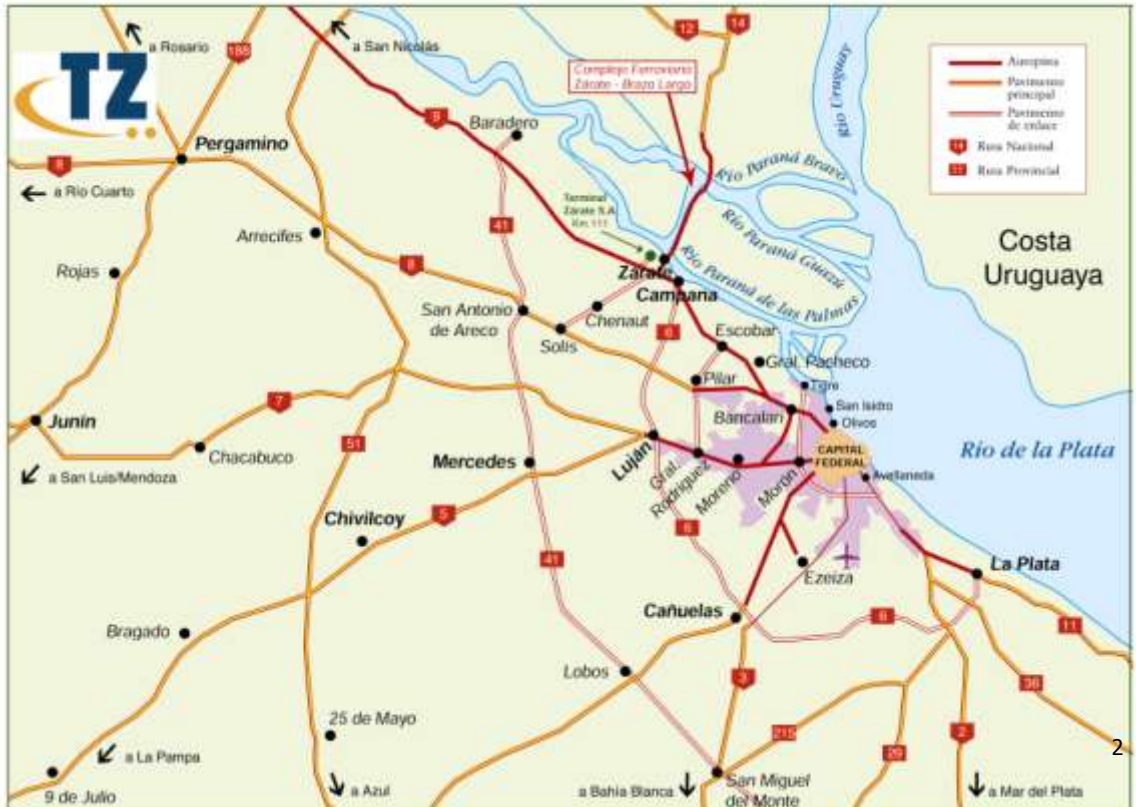 TZ
a Rosario
188
a San Nicolás
12
14
Complejo Ferroviario
Zárate - Brazo Largo
Río Uruguay
Autopista
Pavimento
principal
Pavimento
de enlace
14
Ruta Nacional
11
Ruta Provincial
9
Baradero
Pergamino
8
a Río Cuarto
41
Terminal
Zárate S.A
Km.111
Río Paraná Bravo
Arrecifes
Rojas
8
Zárate
Campana
Río Paraná Guazú
Río Paraná de las Palmas
Costa
Uruguaya
San Antonio
de Areco
Chenaut
Solís
6
Escobar
Gral. Pacheco
Pilar
Tigre
Bancalari
San Isidro
Olivos
7
Junín
51
Chacabuco
a San Luis/Mendoza
Mercedes
Luján
Gral.
Rodríguez
Moreno
Morón
CAPITAL
FEDERAL
Avellaneda
Río de la Plata
5
Chivilcoy
6
41
Ezeiza
La Plata
Bragado
Cañuelas
6
11
Lobos
3
36
25 de Mayo
215
29
2
2
a La Pampa
9 de Julio
a Azul
a Bahía Blanca
San Miguel
del Monte
a Mar del Plata